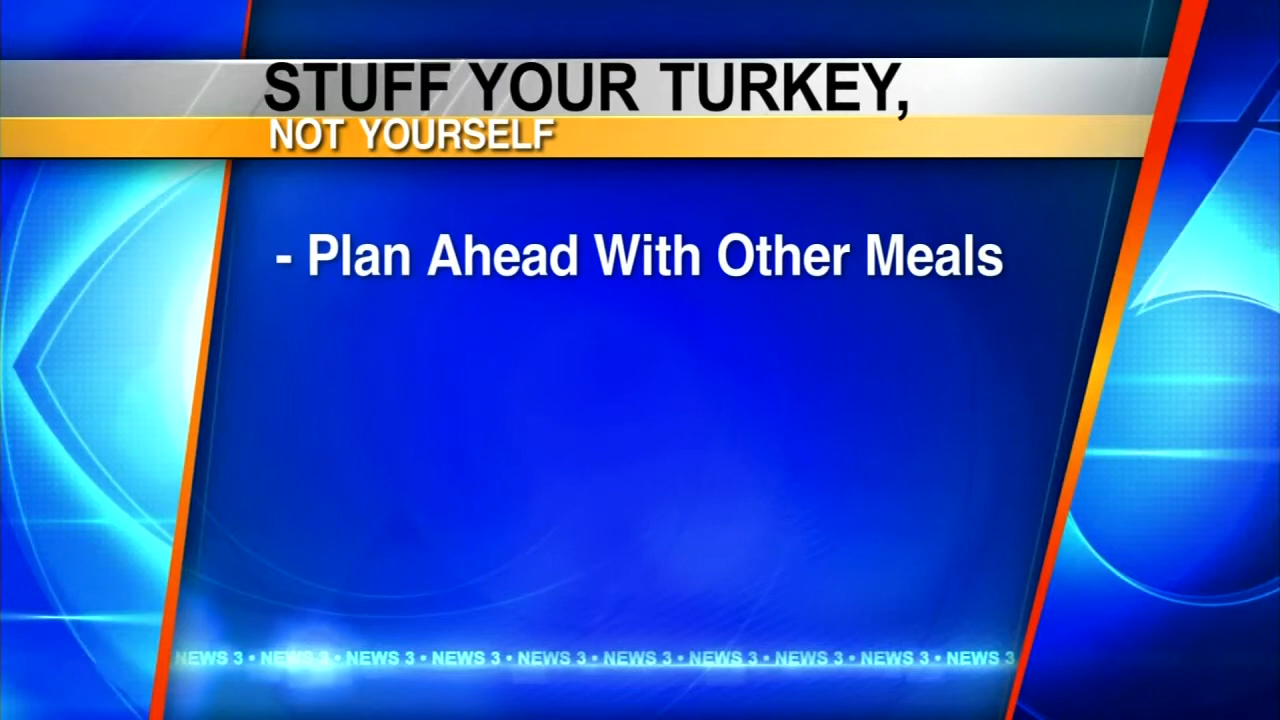 STUFF YOUR TURKEY,
NOT YOURSELF
- Plan Ahead With Other Meals
NEWS 3 • NEWS 3 • NEWS 3 • NEWS 3 • NEWS 3 • NEWS 3 • NEWS 3 • NEWS 3 • NEWS 3 • NEWS 3